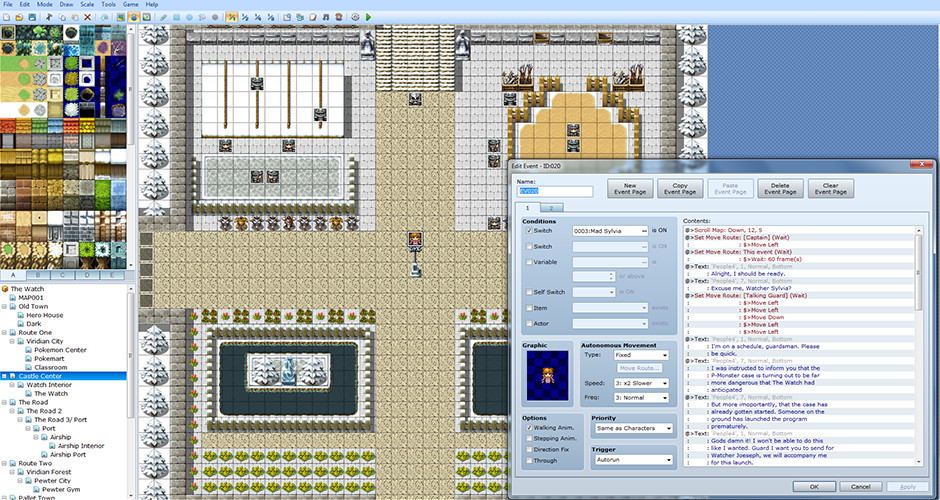 File Edit Mode Draw Scale Tools Game Help
A B C D E
The Watch
MAP001
Old Town
Hero House
Dark
Route One
Viridian City
Pokemon Center
Pokemart
Classroom
Castle Center
Watch Interior
The Watch
The Road
The Road 2
The Road 3/ Port
Port
Airship
Airship Interior
Airship Port
Route Two
Viridian Forest
Pewter City
Pewter Gym
Pallet Town
Edit Event - ID:020
Name:
EV020
New Event Page
Copy Event Page
Paste Event Page
Delete Event Page
Clear Event Page
1 2
Conditions
Switch 0003:Mad Sylvia ... is ON
Switch ... is ON
Variable ...
or above
Self Switch is ON
Item exists
Actor exists
Graphic
Autonomous Movement
Type: Fixed
Move Route...
Speed: 3: x2 Slower
Freq: 3: Normal
Options
Walking Anim.
Stepping Anim.
Direction Fix
Through
Priority
Same as Characters
Trigger
Autorun
Contents:
@>Scroll Map: Down, 12, 5
@>Set Move Route: [Captain] (Wait)
: : $>Move Left
@>Set Move Route: This event (Wait)
: : $>Wait: 60 frame(s)
@>Text: 'People4', 1, Normal, Bottom
: : Alright, I should be ready.
@>Text: 'People4', 7, Normal, Bottom
: : Excuse me, Watcher Sylvia?
@>Set Move Route: [Talking Guard] (Wait)
: : $>Move Left
: : $>Move Left
: : $>Move Down
: : $>Move Left
: : $>Move Left
@>Text: 'People4', 1, Normal, Bottom
: : I'm on a schedule, guardsman. Please
: : be quick.
@>Text: 'People4', 7, Normal, Bottom
: : I was instructed to inform you that the
: : P-Monster case is turning out to be far
: : more dangerous that The Watch had
: : anticipated
@>Text: 'People4', 7, Normal, Bottom
: : But more imoportantly, that the case has
: : already gotten started. Someone on the
: : ground has launched the program
: : prematurely.
@>Text: 'People4', 1, Normal, Bottom
: : Gods damn it! I won't be able to do this
: : like I wanted. Guard I want you to send for
: : Watcher Joeseph, we will accompany me
: : for this launch.
OK Cancel Apply